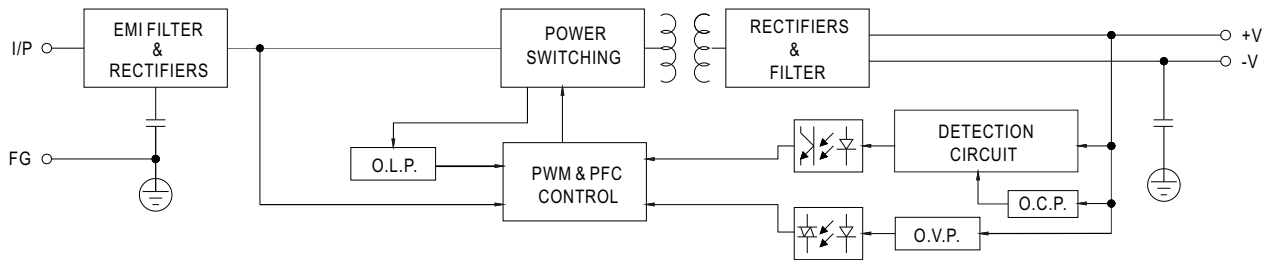 I/P
EMI FILTER
&
RECTIFIERS
POWER
SWITCHING
RECTIFIERS
&
FILTER
+V
-V
FG
O.L.P.
PWM & PFC
CONTROL
DETECTION
CIRCUIT
O.C.P.
O.V.P.